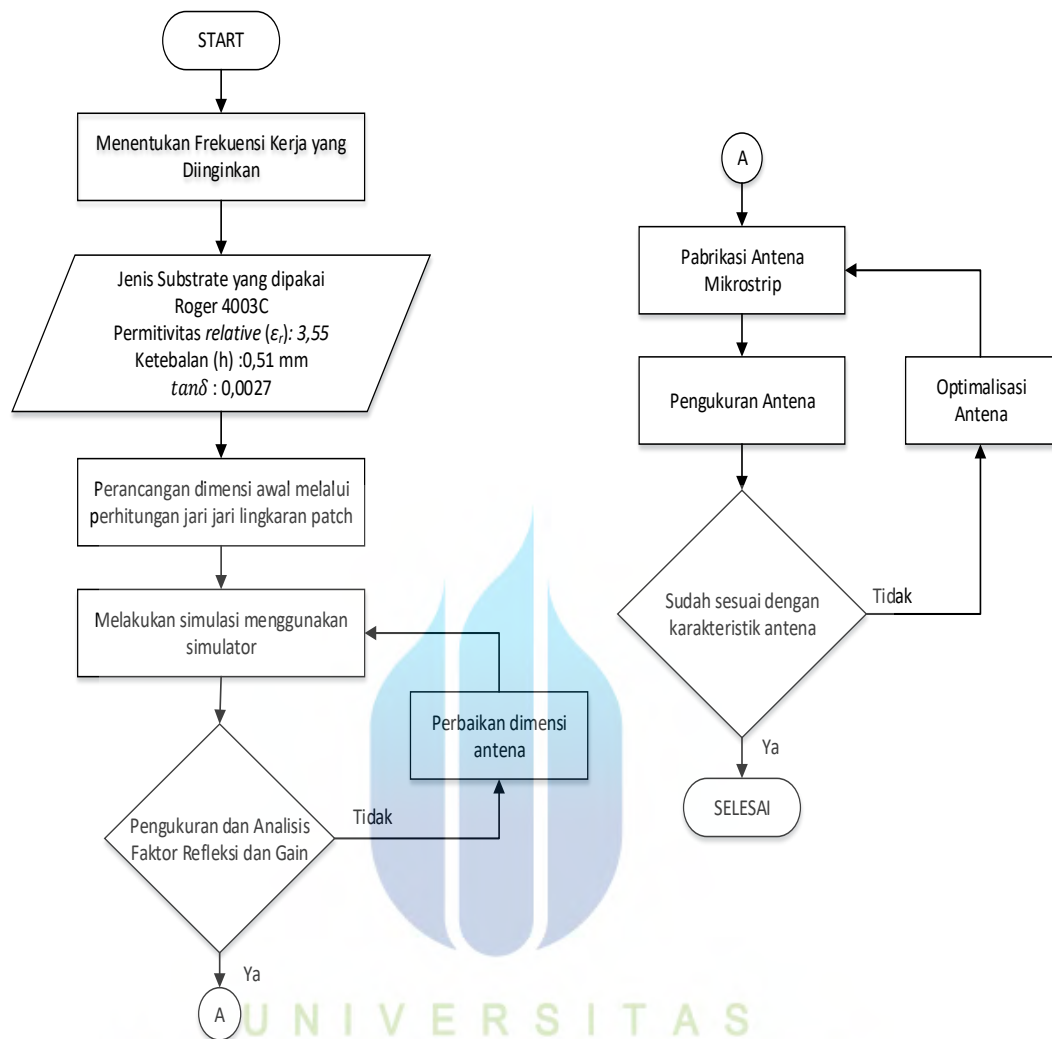 START
Menentukan Frekuensi Kerja yang
Diinginkan
Jenis Substrate yang dipakai
Roger 4003C
Permitivitas relative (εr): 3,55
Ketebalan (h) :0,51 mm
tanδ : 0,0027
Perancangan dimensi awal melalui
perhitungan jari jari lingkaran patch
Melakukan simulasi menggunakan
simulator
Perbaikan dimensi
antena
Pengukuran dan Analisis
Faktor Refleksi dan Gain
Tidak
Ya
A
A
Pabrikasi Antena
Mikrostrip
Pengukuran Antena
Optimalisasi
Antena
Sudah sesuai dengan
karakteristik antena
Tidak
Ya
SELESAI
UNIVERSITAS